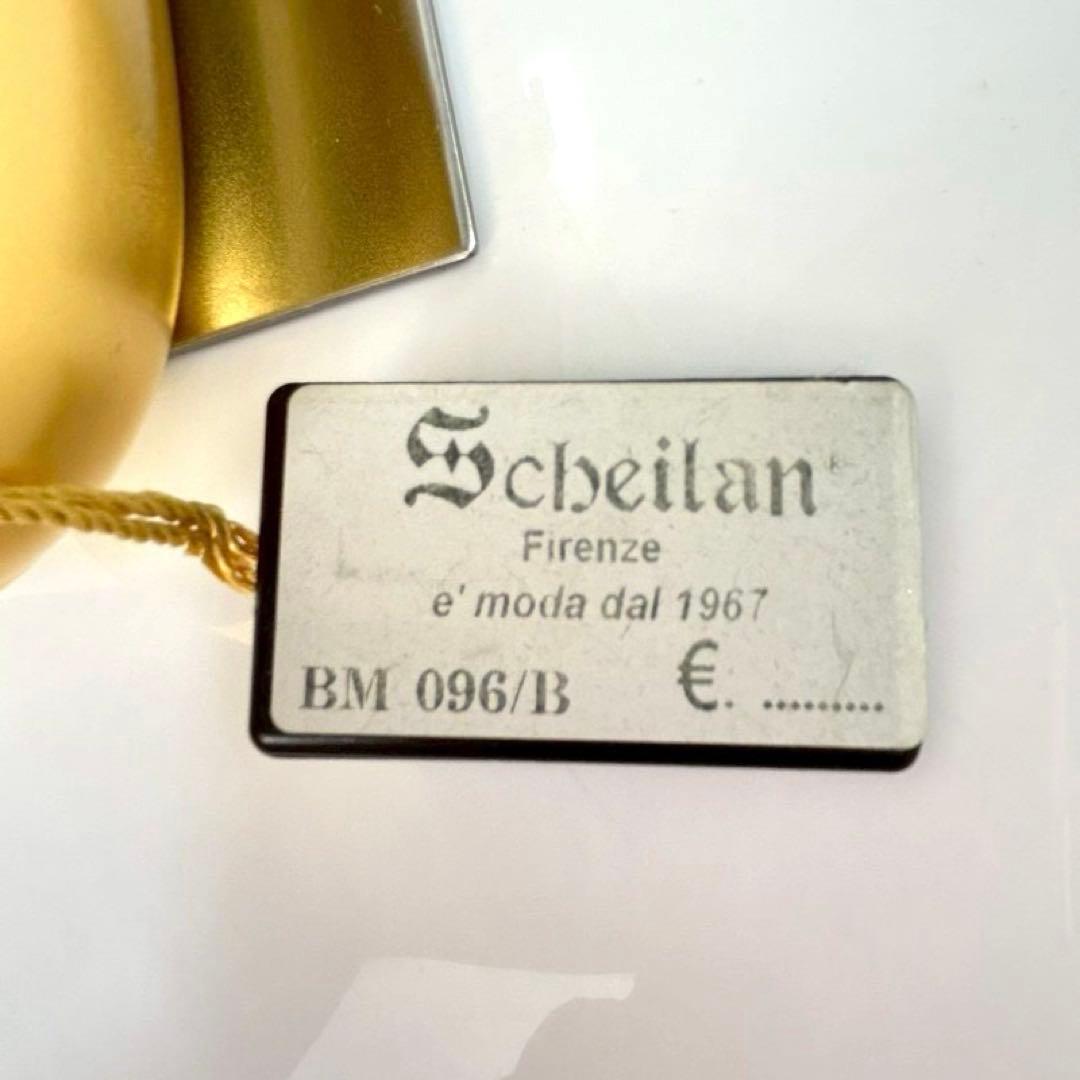 Scheilan
Firenze
e' moda dal 1967
BM 096/B €. .........